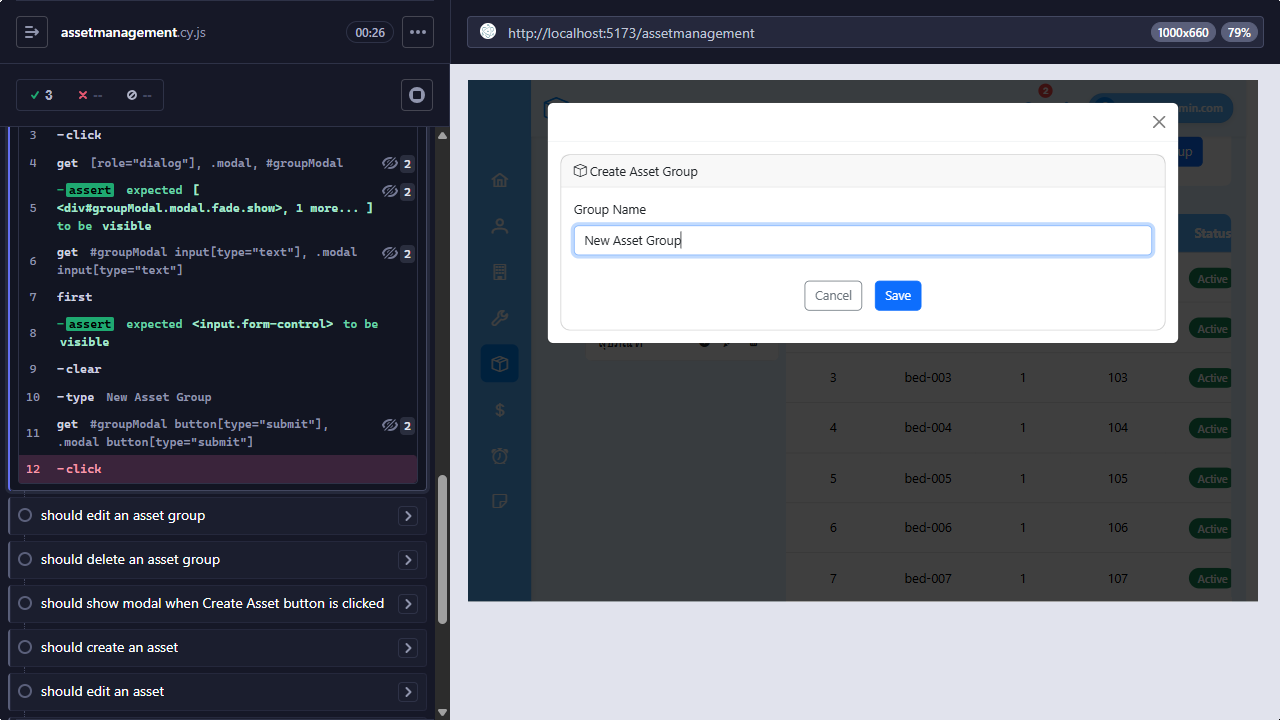 assetmanagement.cy.js
00:26
3
--
--
3 -click
4 get [role="dialog"], .modal, #groupModal 2
5 -assert expected [ <div#groupModal.modal.fade.show>, 1 more... ] to be visible 2
6 get #groupModal input[type="text"], .modal input[type="text"] 2
7 first
8 -assert expected <input.form-control> to be visible
9 -clear
10 -type New Asset Group
11 get #groupModal button[type="submit"], .modal button[type="submit"] 2
12 -click
should edit an asset group
should delete an asset group
should show modal when Create Asset button is clicked
should create an asset
should edit an asset
http://localhost:5173/assetmanagement
1000x660
79%
2
min.com
up
Create Asset Group
Group Name
New Asset Group
Cancel
Save
Status
Active
Active
3 bed-003 1 103 Active
4 bed-004 1 104 Active
5 bed-005 1 105 Active
6 bed-006 1 106 Active
7 bed-007 1 107 Active